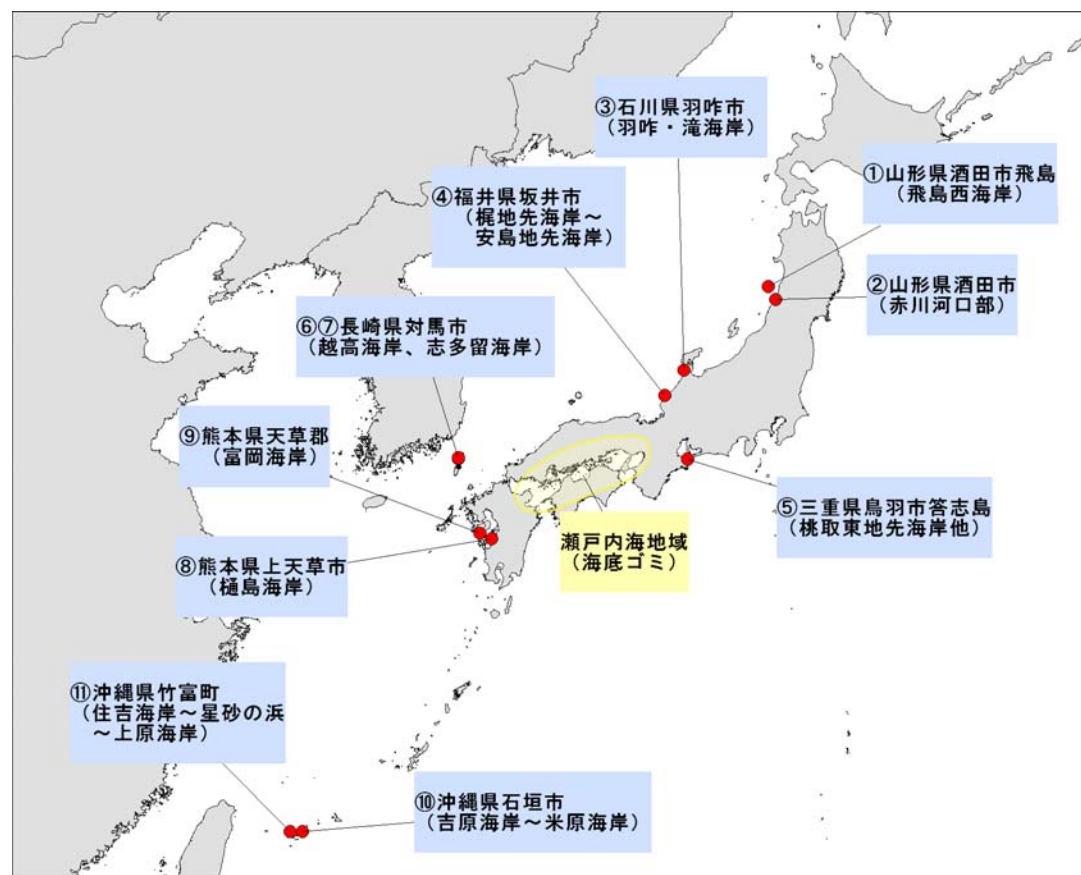 ③石川県羽咋市
（羽咋・滝海岸）
①山形県酒田市飛島
（飛島西海岸）
④福井県坂井市
（梶地先海岸～
安島地先海岸）
②山形県酒田市
（赤川河口部）
⑥⑦長崎県対馬市
（越高海岸、志多留海岸）
⑨熊本県天草郡
（富岡海岸）
⑤三重県鳥羽市答志島
（桃取東地先海岸他）
瀬戸内海地域
（海底ゴミ）
⑧熊本県上天草市
（樋島海岸）
⑪沖縄県竹富町
（住吉海岸～星砂の浜
～上原海岸）
⑩沖縄県石垣市
（吉原海岸～米原海岸）